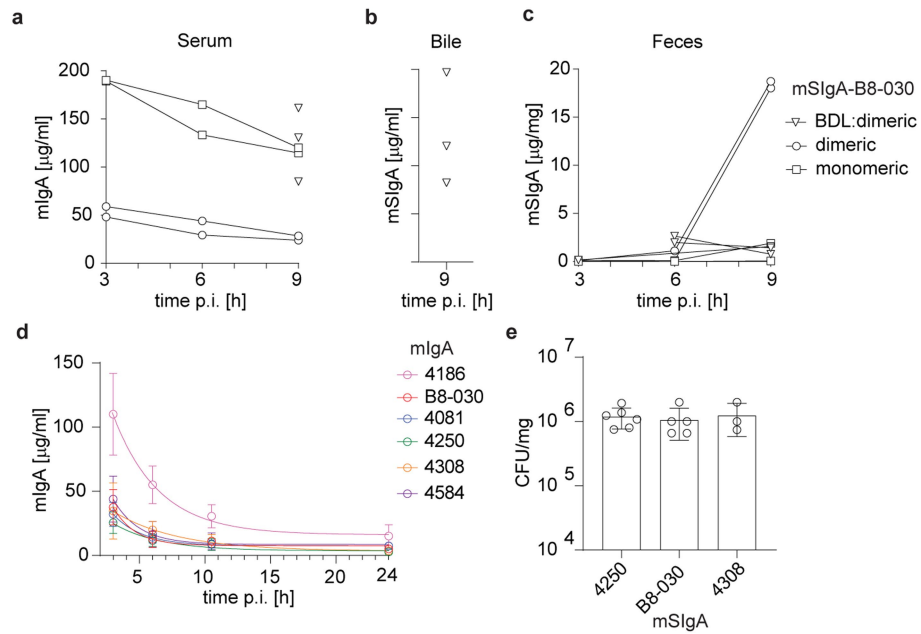 a
Serum
mIgA [μg/ml]
200
150
100
50
0
3
6
9
time p.i. [h]
b
Bile
mSIgA [μg/ml]
9
time p.i. [h]
c
Feces
mSIgA [μg/mg]
20
15
10
5
0
3
6
9
time p.i. [h]
mSIgA-B8-030
BDL:dimeric
dimeric
monomeric
d
mIgA [μg/ml]
150
100
50
0
5
10
15
20
24
time p.i. [h]
mIgA
4186
B8-030
4081
4250
4308
4584
e
CFU/mg
10 7
10 6
10 5
10 4
4250
B8-030
4308
mSIgA